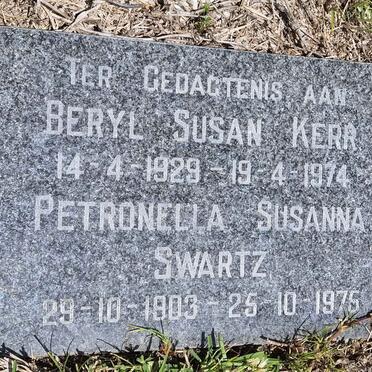 TER GEDAGTENIS AAN
BERYL SUSAN KERR
14-4-1929 - 19-4-1974
PETRONELLA SUSANNA
SWARTZ
29-10-1903 - 25-10-1975